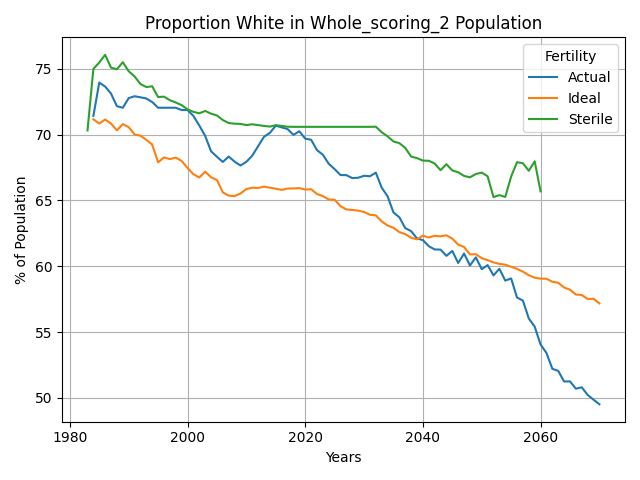 Proportion White in Whole_scoring_2 Population
Fertility
Actual
Ideal
Sterile
% of Population
75
70
65
60
55
50
1980
2000
2020
2040
2060
Years